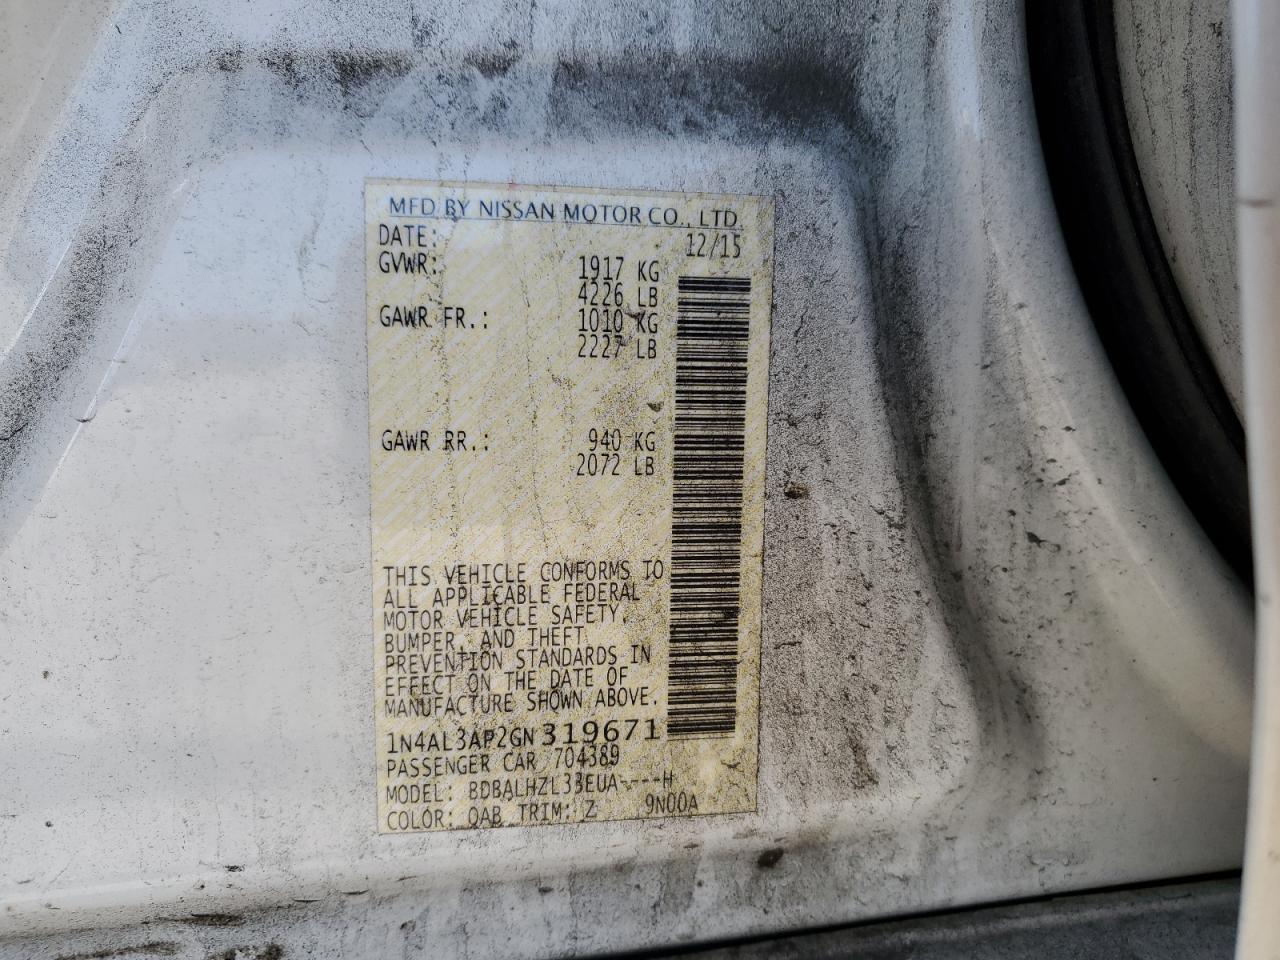 MFD. BY NISSAN MOTOR CO., LTD.
DATE: 12/15
GVWR: 1917 KG
4226 LB
GAWR FR.: 1010 KG
2227 LB
GAWR RR.: 940 KG
2072 LB
THIS VEHICLE CONFORMS TO
ALL APPLICABLE FEDERAL
MOTOR VEHICLE SAFETY,
BUMPER, AND THEFT
PREVENTION STANDARDS IN
EFFECT ON THE DATE OF
MANUFACTURE SHOWN ABOVE.
1N4AL3AP2GN319671
PASSENGER CAR 704389
MODEL: BDBALHZL33EUA----H
COLOR: QAB TRIM: Z 9N00A